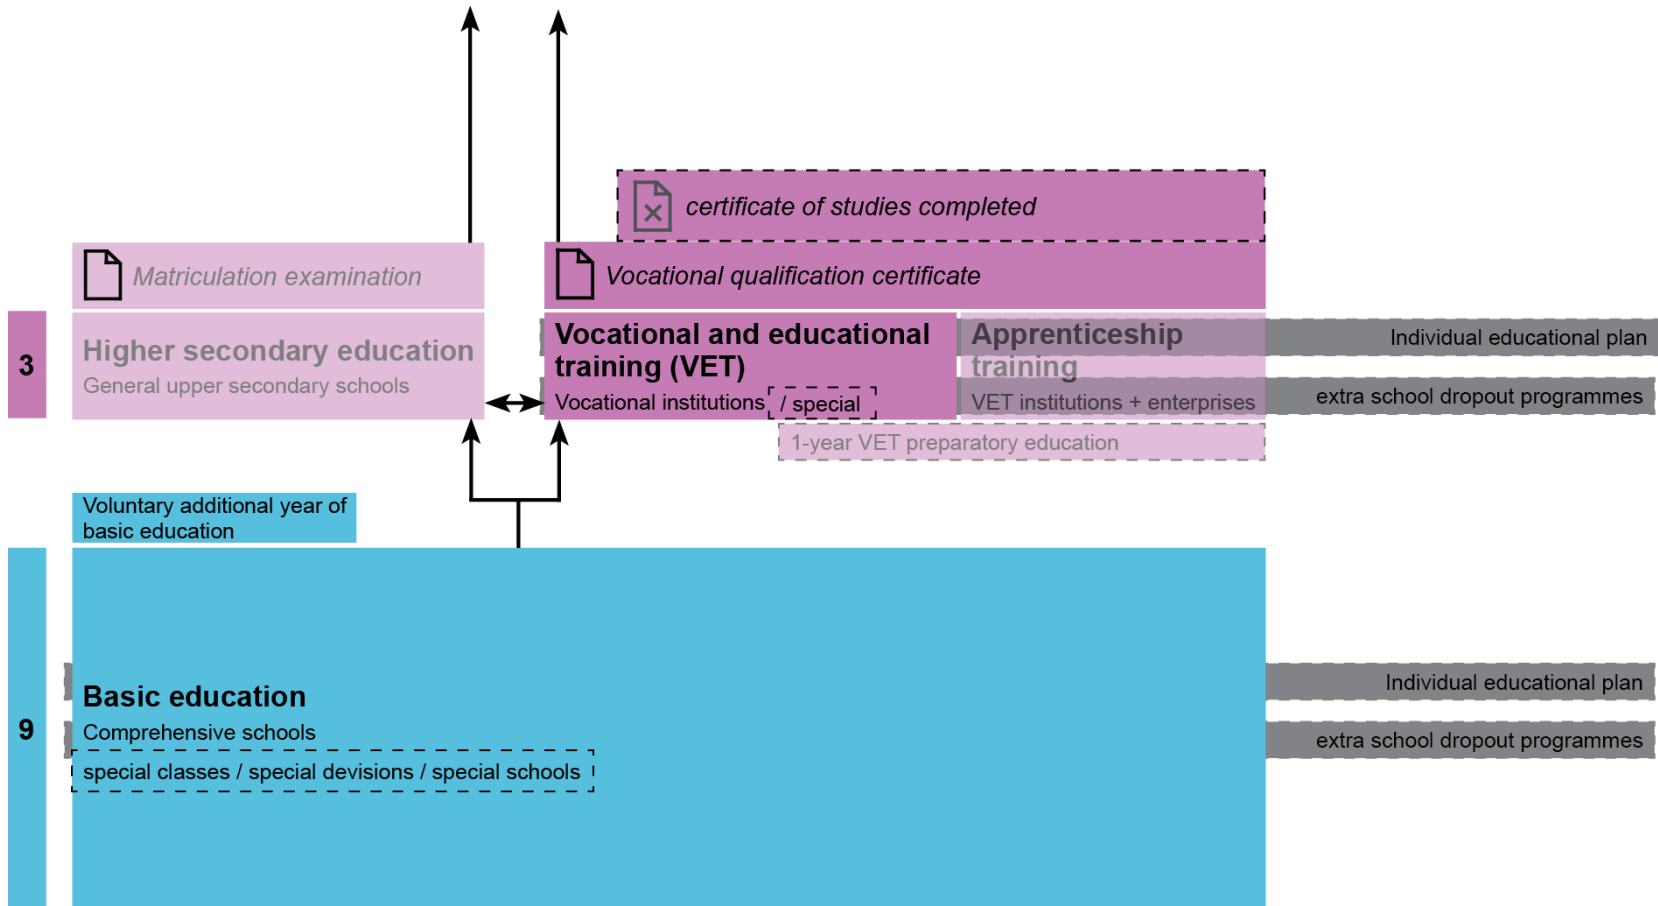 certificate of studies completed
Matriculation examination
Vocational qualification certificate
3
Higher secondary education
General upper secondary schools
Vocational and educational
training (VET)
Vocational institutions / special
Apprenticeship
training
VET institutions + enterprises
Individual educational plan
extra school dropout programmes
1-year VET preparatory education
Voluntary additional year of
basic education
9
Basic education
Comprehensive schools
special classes / special devisions / special schools
Individual educational plan
extra school dropout programmes